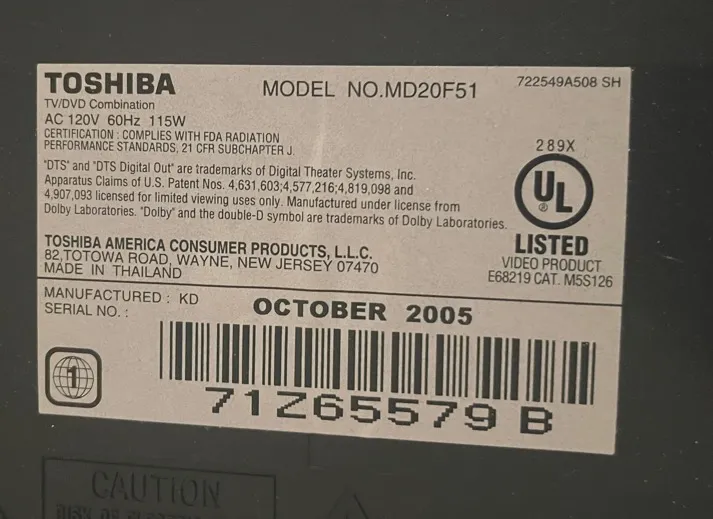 TOSHIBA
MODEL NO.MD20F51
722549A508 SH
TV/DVD Combination
AC 120V 60Hz 115W
CERTIFICATION : COMPLIES WITH FDA RADIATION
PERFORMANCE STANDARDS, 21 CFR SUBCHAPTER J.
"DTS" and "DTS Digital Out" are trademarks of Digital Theater Systems, Inc.
Apparatus Claims of U.S. Patent Nos. 4,631,603;4,577,216;4,819,098 and
4,907,093 licensed for limited viewing uses only. Manufactured under license from
Dolby Laboratories. "Dolby" and the double-D symbol are trademarks of Dolby Laboratories.
289X
UL
®
LISTED
VIDEO PRODUCT
E68219 CAT. M5S126
TOSHIBA AMERICA CONSUMER PRODUCTS, L.L.C.
82,TOTOWA ROAD, WAYNE, NEW JERSEY 07470
MADE IN THAILAND
MANUFACTURED : KD
OCTOBER 2005
SERIAL NO. :
1
71Z65579 B
CAUTION